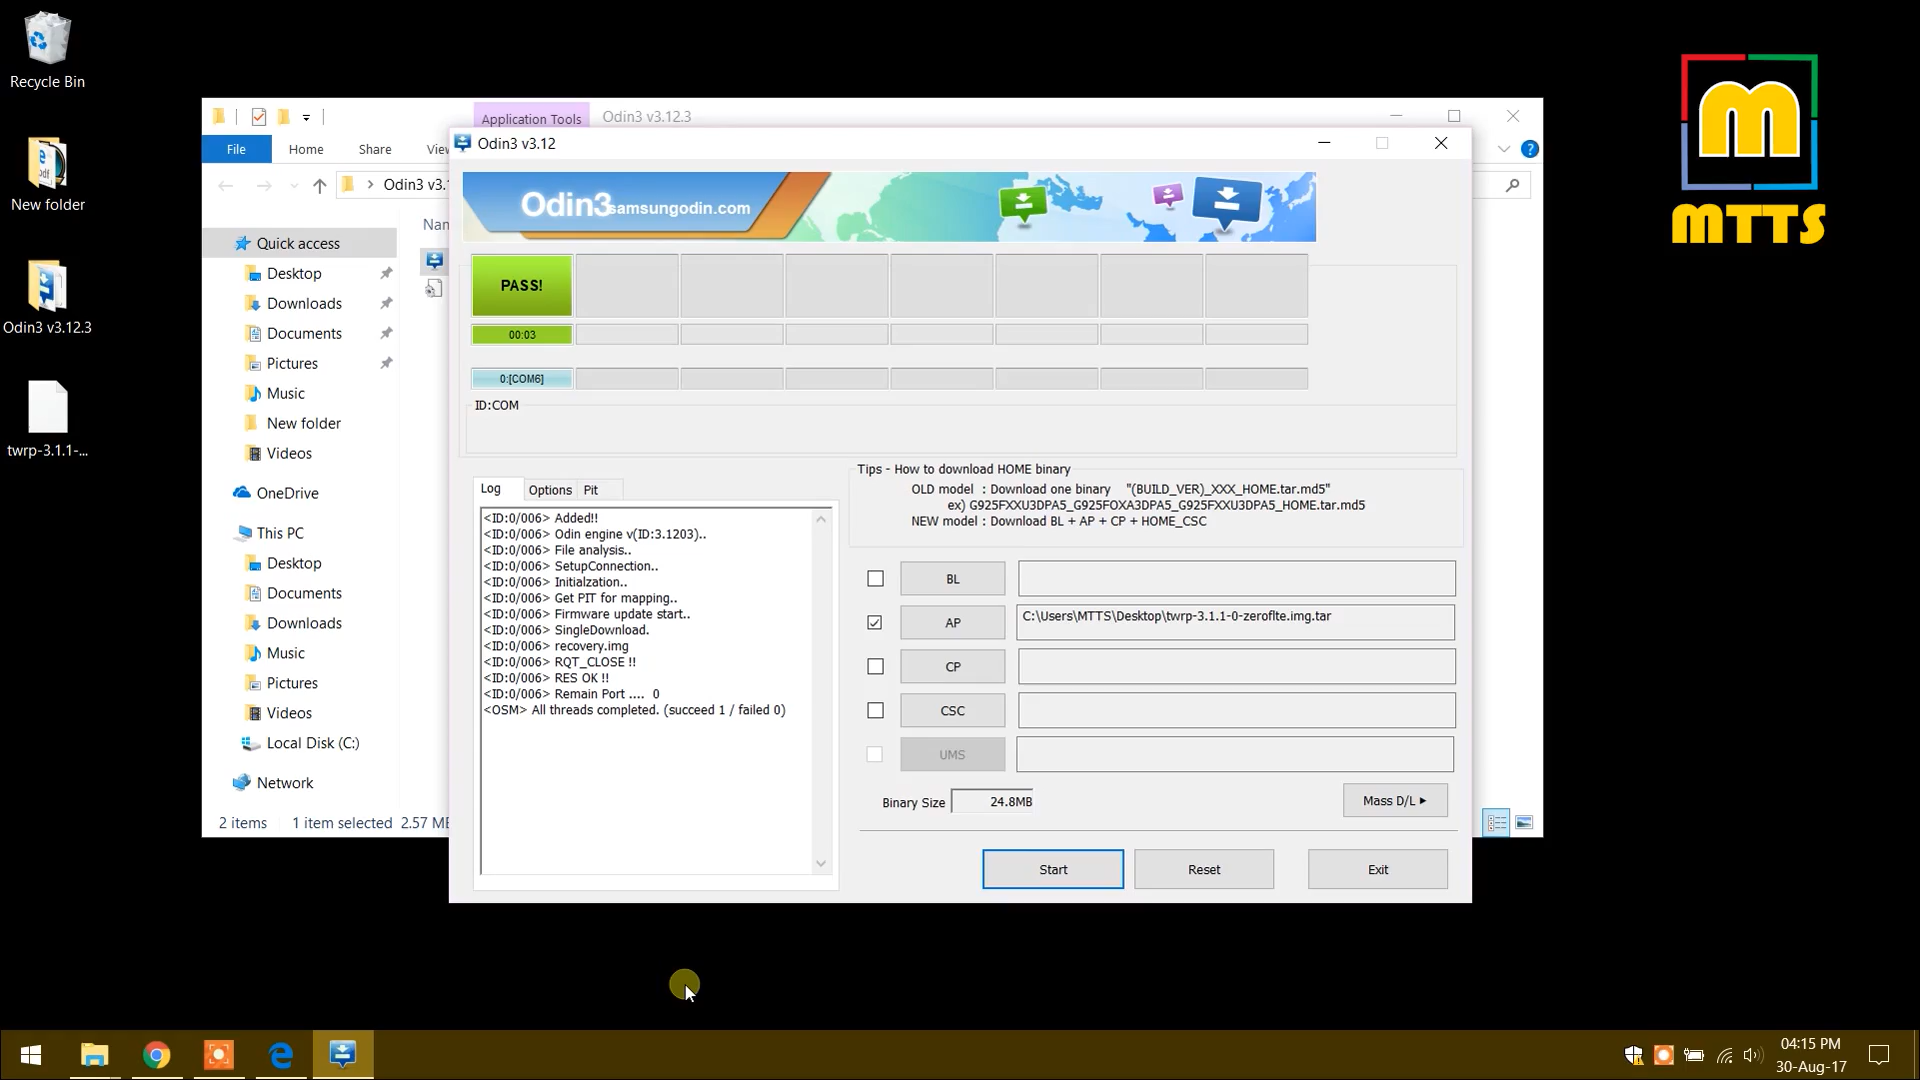 Recycle Bin
New folder
Odin3 v3.12.3
twrp-3.1.1-...
Application Tools
Odin3 v3.12.3
File
Home
Share
Odin3 v3.12
Odin3
samsungodin.com
Quick access
Desktop
Downloads
Documents
Pictures
Music
New folder
Videos
OneDrive
This PC
Desktop
Documents
Downloads
Music
Pictures
Videos
Local Disk (C:)
Network
2 items
1 item selected
PASS!
00:03
0:[COM6]
ID:COM
Log
Options
Pit
<ID:0/006> Added!!
<ID:0/006> Odin engine v(ID:3.1203)..
<ID:0/006> File analysis..
<ID:0/006> SetupConnection..
<ID:0/006> Initialzation..
<ID:0/006> Get PIT for mapping..
<ID:0/006> Firmware update start..
<ID:0/006> SingleDownload.
<ID:0/006> recovery.img
<ID:0/006> RQT_CLOSE !!
<ID:0/006> RES OK !!
<ID:0/006> Remain Port .... 0
<OSM> All threads completed. (succeed 1 / failed 0)
Tips - How to download HOME binary
OLD model : Download one binary "(BUILD_VER)_XXX_HOME.tar.md5"
ex) G925FXXU3DPA5_G925FOXA3DPA5_G925FXXU3DPA5_HOME.tar.md5
NEW model : Download BL + AP + CP + HOME_CSC
BL
AP
C:\Users\MTTS\Desktop\twrp-3.1.1-0-zeroflte.img.tar
CP
CSC
UMS
Binary Size
24.8MB
Mass D/L
Start
Reset
Exit
m
MTTS
04:15 PM
30-Aug-17